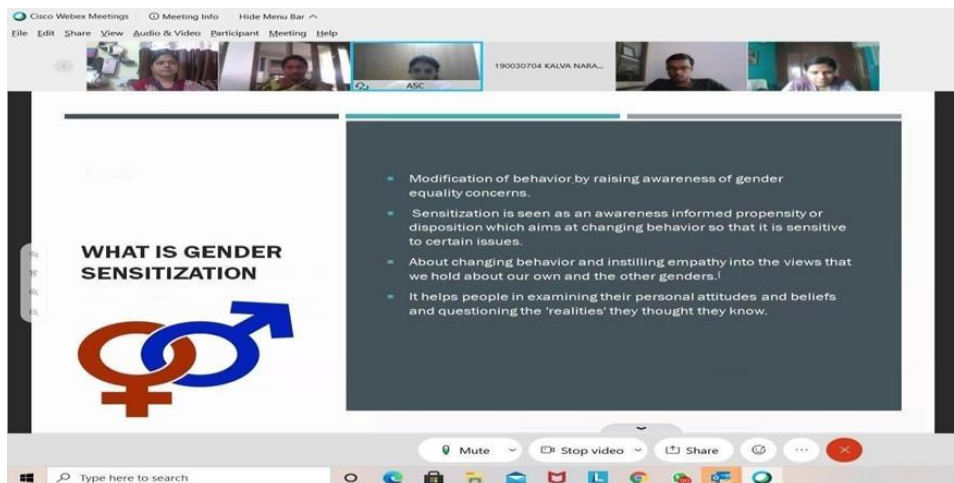 Cisco Webex Meetings Meeting Info Hide Menu Bar
File Edit Share View Audio & Video Participant Meeting Help
ASC
190030704 KALVA NARA...
WHAT IS GENDER
SENSITIZATION
Modification of behavior by raising awareness of gender
equality concerns.
Sensitization is seen as an awareness informed propensity or
disposition which aims at changing behavior so that it is sensitive
to certain issues.
About changing behavior and instilling empathy into the views that
we hold about our own and the other genders.
It helps people in examining their personal attitudes and beliefs
and questioning the 'realities' they thought they know.
Mute Stop video Share
Type here to search
L